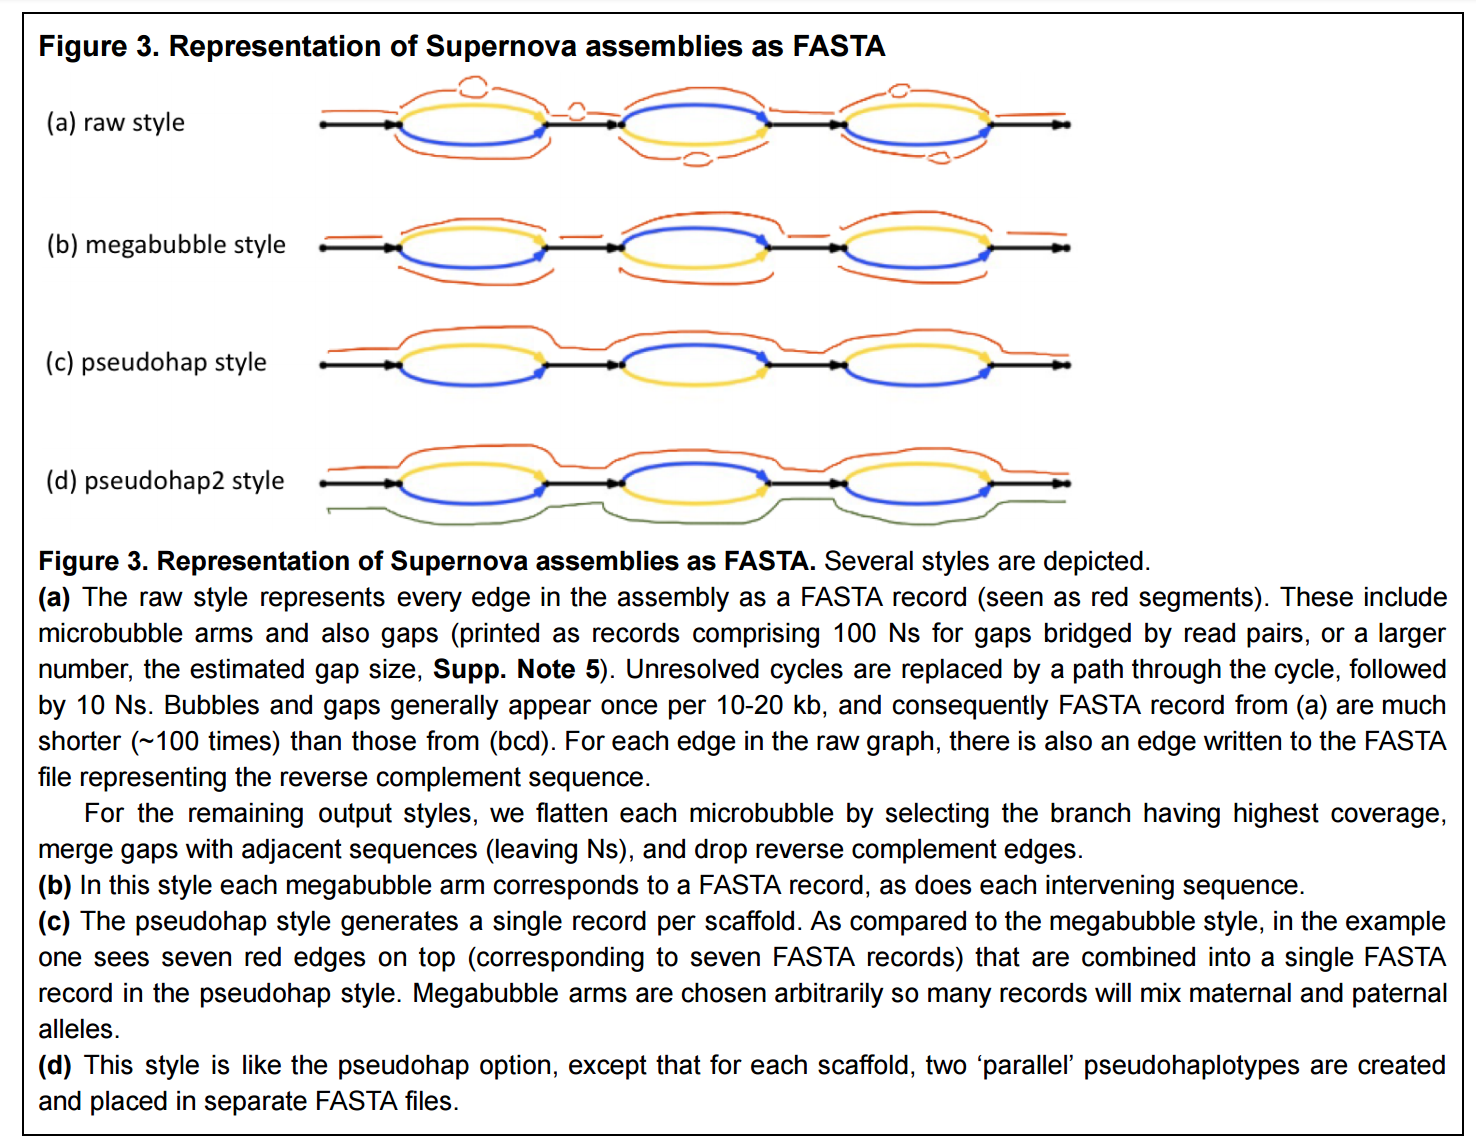 Figure 3. Representation of Supernova assemblies as FASTA
(a) raw style
(b) megabubble style
(c) pseudohap style
(d) pseudohap2 style
Figure 3. Representation of Supernova assemblies as FASTA. Several styles are depicted.
(a) The raw style represents every edge in the assembly as a FASTA record (seen as red segments). These include
microbubble arms and also gaps (printed as records comprising 100 Ns for gaps bridged by read pairs, or a larger
number, the estimated gap size, Supp. Note 5). Unresolved cycles are replaced by a path through the cycle, followed
by 10 Ns. Bubbles and gaps generally appear once per 10-20 kb, and consequently FASTA record from (a) are much
shorter (~100 times) than those from (bcd). For each edge in the raw graph, there is also an edge written to the FASTA
file representing the reverse complement sequence.
For the remaining output styles, we flatten each microbubble by selecting the branch having highest coverage,
merge gaps with adjacent sequences (leaving Ns), and drop reverse complement edges.
(b) In this style each megabubble arm corresponds to a FASTA record, as does each intervening sequence.
(c) The pseudohap style generates a single record per scaffold. As compared to the megabubble style, in the example
one sees seven red edges on top (corresponding to seven FASTA records) that are combined into a single FASTA
record in the pseudohap style. Megabubble arms are chosen arbitrarily so many records will mix maternal and paternal
alleles.
(d) This style is like the pseudohap option, except that for each scaffold, two ‘parallel’ pseudohaplotypes are created
and placed in separate FASTA files.